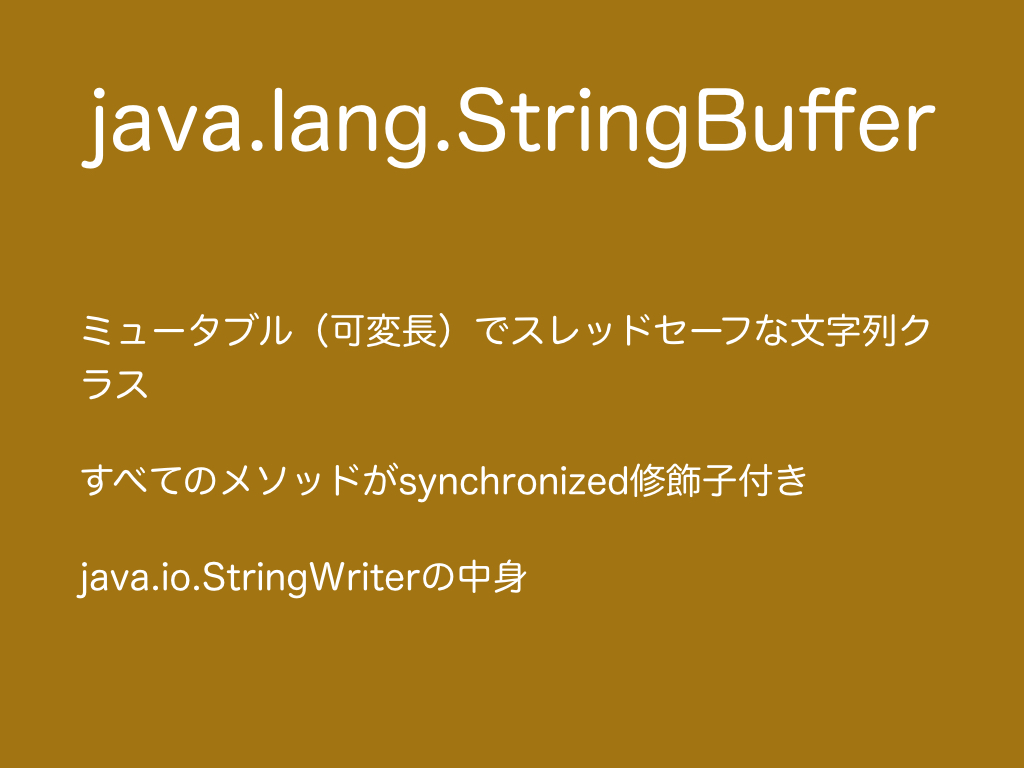 java.lang.StringBuffer
ミュータブル（可変長）でスレッドセーフな文字列ク
ラス
すべてのメソッドがsynchronized修飾子付き
java.io.StringWriterの中身